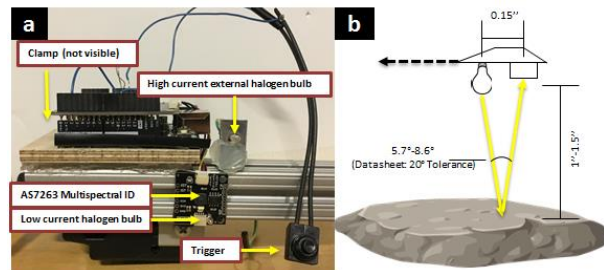 a
Clamp (not visible)
High current external halogen bulb
AS7263 Multispectral ID
Low current halogen bulb
Trigger
b
0.15’’
5.7°-8.6°
(Datasheet: 20° Tolerance)
1’’-1.5’’